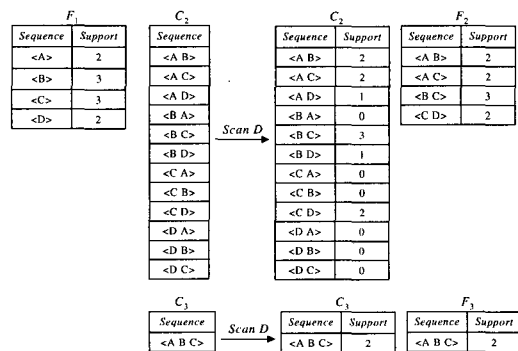 F1 C2 C2 F2
Sequence Support Sequence Sequence Support Sequence Support
<A> 2 <A B> <A B> 2 <A B> 2
<B> 3 <A C> <A C> 2 <A C> 2
<C> 3 <A D> <A D> 1 <B C> 3
<D> 2 <B A> <B A> 0 <C D> 2
<B C> Scan D <B C> 3
<B D> <B D> 1
<C A> <C A> 0
<C B> <C B> 0
<C D> <C D> 2
<D A> <D A> 0
<D B> <D B> 0
<D C> <D C> 0
C3 C3 F3
Sequence Scan D Sequence Support Sequence Support
<A B C> <A B C> 2 <A B C> 2